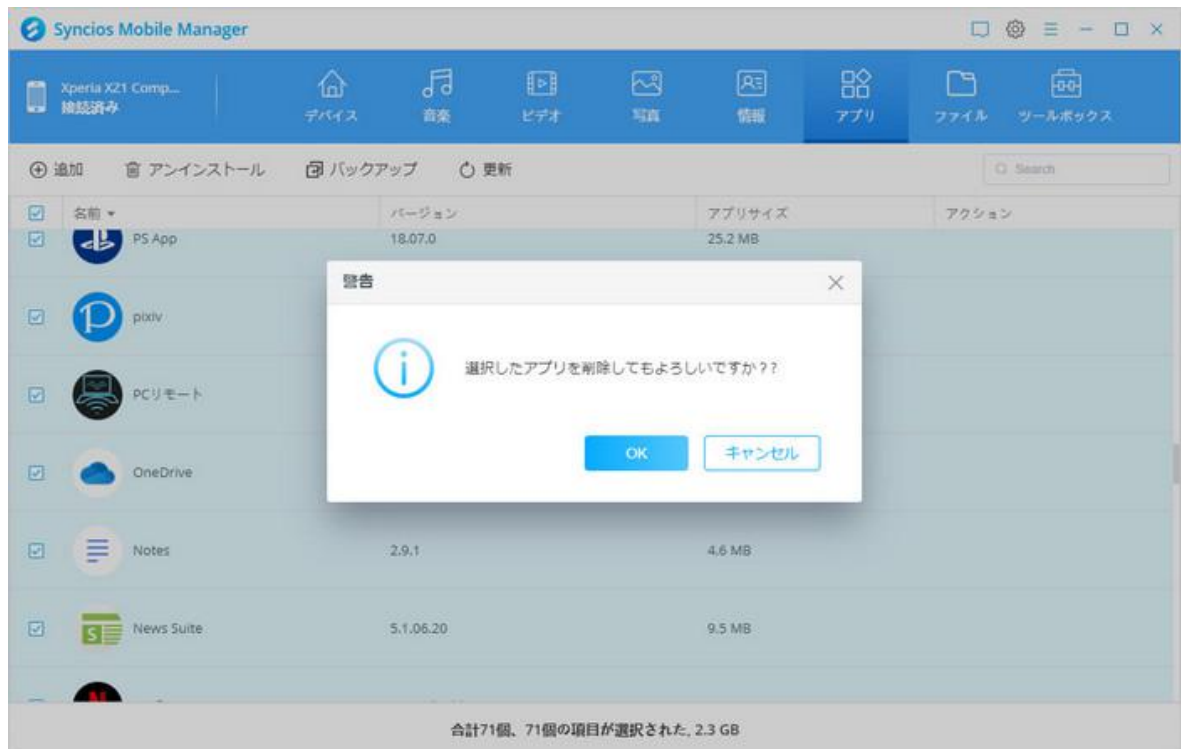 Syncios Mobile Manager
Xperia XZ1 Comp...
接続済み
デバイス
音楽
ビデオ
写真
情報
アプリ
ファイル
ツールボックス
追加
アンインストール
バックアップ
更新
Search
名前
バージョン
アプリサイズ
アクション
PS App
18.07.0
25.2 MB
警告
pixiv
選択したアプリを削除してもよろしいですか??
PCリモート
OK
キャンセル
OneDrive
Notes
2.9.1
4.6 MB
News Suite
5.1.06.20
9.5 MB
合計71個、71個の項目が選択された, 2.3 GB